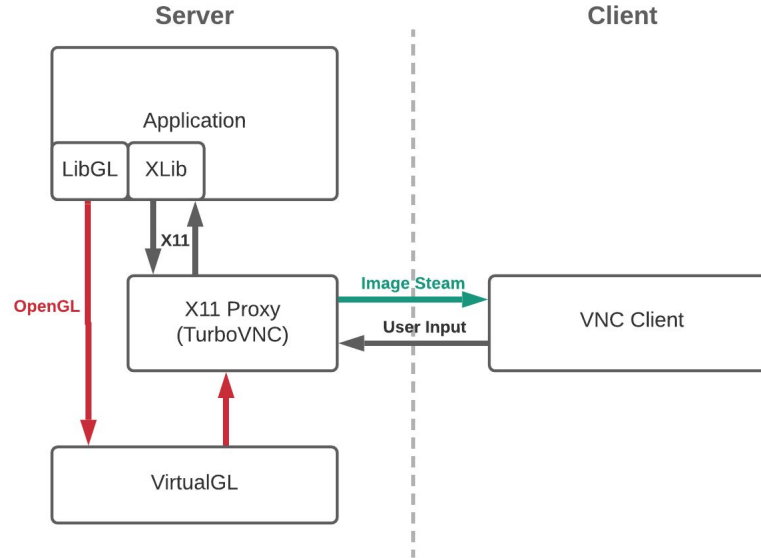 Server
Client
Application
LibGL
XLib
X11
OpenGL
Image Steam
X11 Proxy
(TurboVNC)
User Input
VNC Client
VirtualGL